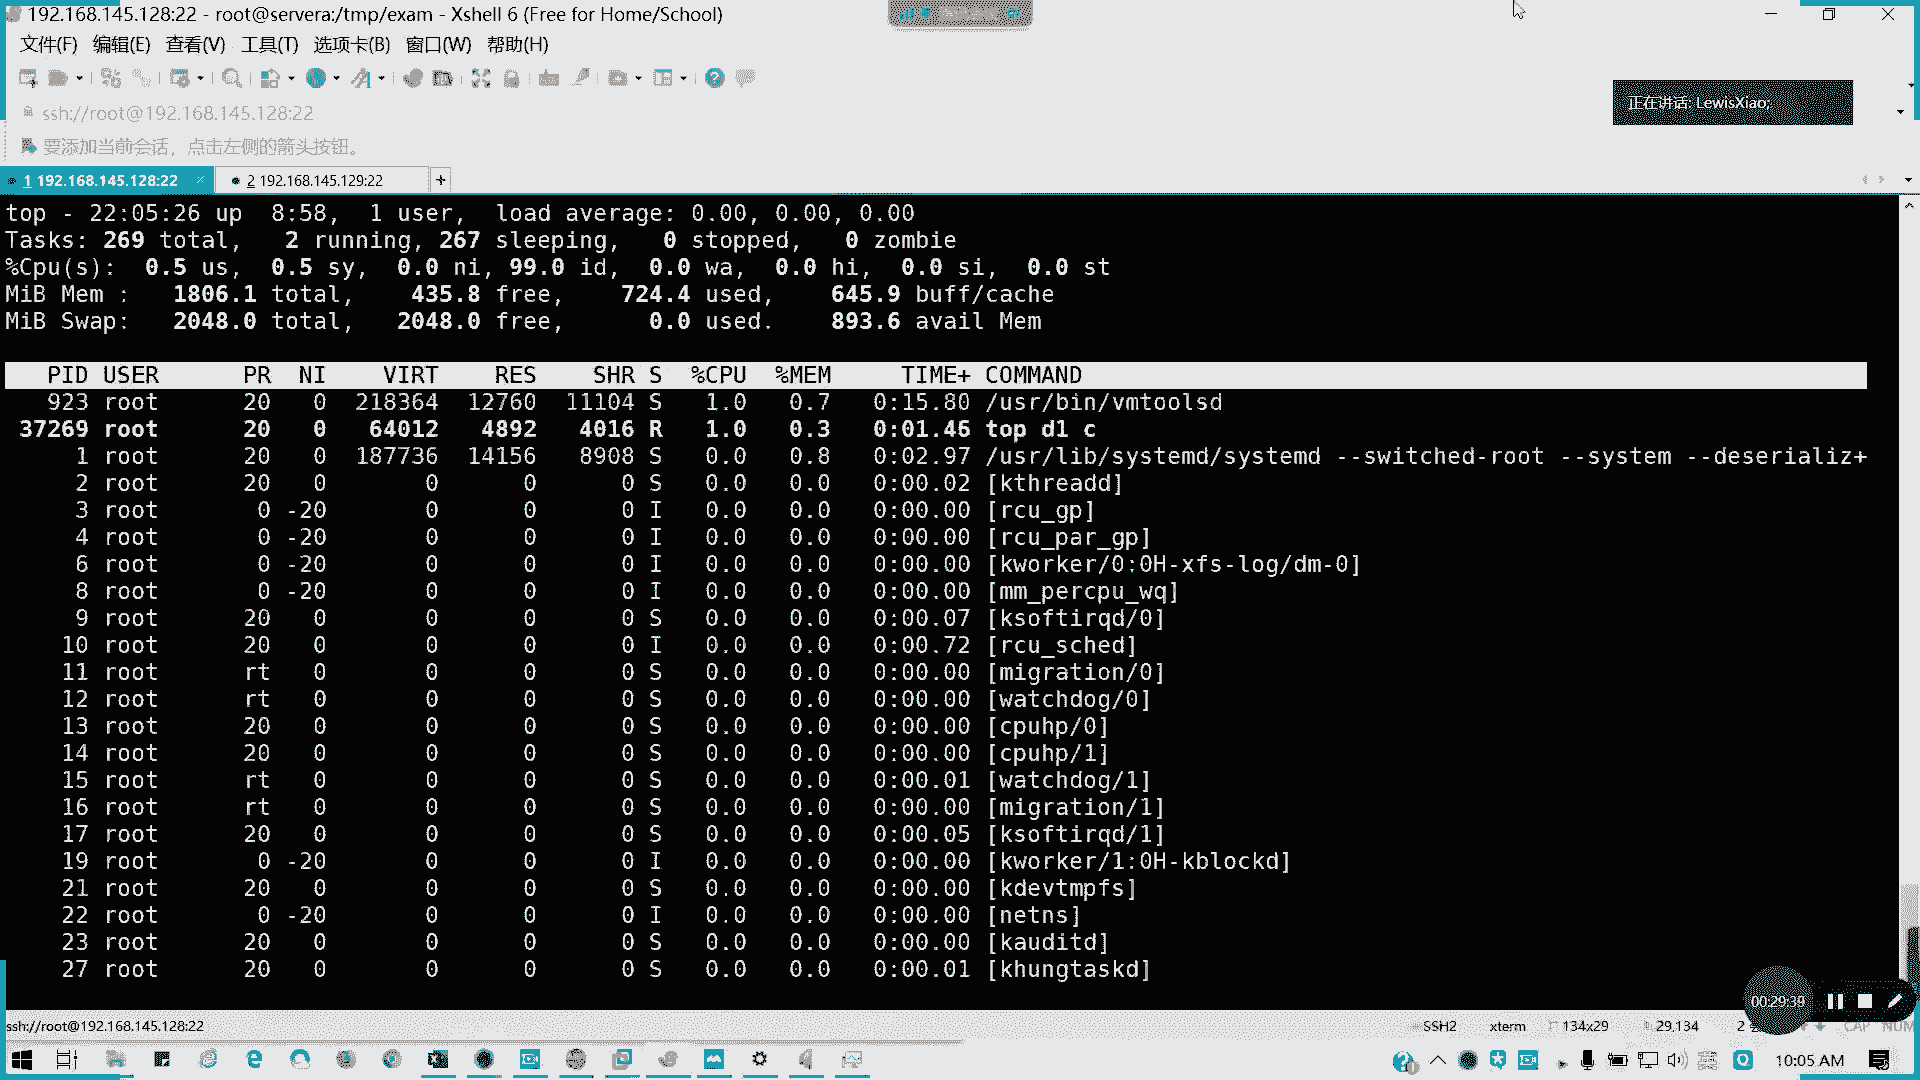 192.168.145.128:22 - root@servera:/tmp/exam - Xshell 6 (Free for Home/School)
文件(F) 编辑(E) 查看(V) 工具(T) 选项卡(B) 窗口(W) 帮助(H)
ssh://root@192.168.145.128:22
正在讲话: LewisXiao;
要添加当前会话，点击左侧的箭头按钮。
1 192.168.145.128:22 × 2 192.168.145.129:22 +
top - 22:05:26 up  8:58,  1 user,  load average: 0.00, 0.00, 0.00
Tasks: 269 total,   2 running, 267 sleeping,   0 stopped,   0 zombie
%Cpu(s):  0.5 us,  0.5 sy,  0.0 ni, 99.0 id,  0.0 wa,  0.0 hi,  0.0 si,  0.0 st
MiB Mem :   1806.1 total,    435.8 free,    724.4 used,    645.9 buff/cache
MiB Swap:   2048.0 total,   2048.0 free,      0.0 used.    893.6 avail Mem
PID USER PR NI VIRT RES SHR S %CPU %MEM TIME+ COMMAND
923 root 20 0 218364 12760 11104 S 1.0 0.7 0:15.80 /usr/bin/vmtoolsd
37269 root 20 0 64012 4892 4016 R 1.0 0.3 0:01.46 top d1 c
1 root 20 0 187736 14156 8908 S 0.0 0.8 0:02.97 /usr/lib/systemd/systemd --switched-root --system --deserializ+
2 root 20 0 0 0 0 S 0.0 0.0 0:00.02 [kthreadd]
3 root 0 -20 0 0 0 I 0.0 0.0 0:00.00 [rcu_gp]
4 root 0 -20 0 0 0 I 0.0 0.0 0:00.00 [rcu_par_gp]
6 root 0 -20 0 0 0 I 0.0 0.0 0:00.00 [kworker/0:0H-xfs-log/dm-0]
8 root 0 -20 0 0 0 I 0.0 0.0 0:00.00 [mm_percpu_wq]
9 root 20 0 0 0 0 S 0.0 0.0 0:00.07 [ksoftirqd/0]
10 root 20 0 0 0 0 I 0.0 0.0 0:00.72 [rcu_sched]
11 root rt 0 0 0 0 S 0.0 0.0 0:00.00 [migration/0]
12 root rt 0 0 0 0 S 0.0 0.0 0:00.00 [watchdog/0]
13 root 20 0 0 0 0 S 0.0 0.0 0:00.00 [cpuhp/0]
14 root 20 0 0 0 0 S 0.0 0.0 0:00.00 [cpuhp/1]
15 root rt 0 0 0 0 S 0.0 0.0 0:00.01 [watchdog/1]
16 root rt 0 0 0 0 S 0.0 0.0 0:00.00 [migration/1]
17 root 20 0 0 0 0 S 0.0 0.0 0:00.05 [ksoftirqd/1]
19 root 0 -20 0 0 0 I 0.0 0.0 0:00.00 [kworker/1:0H-kblockd]
21 root 20 0 0 0 0 S 0.0 0.0 0:00.00 [kdevtmpfs]
22 root 0 -20 0 0 0 I 0.0 0.0 0:00.00 [netns]
23 root 20 0 0 0 0 S 0.0 0.0 0:00.00 [kauditd]
27 root 20 0 0 0 0 S 0.0 0.0 0:00.01 [khungtaskd]
00:29:39
ssh://root@192.168.145.128:22 SSH2 xterm 134x29 29,134 2 CAP NUM
英 10:05 AM